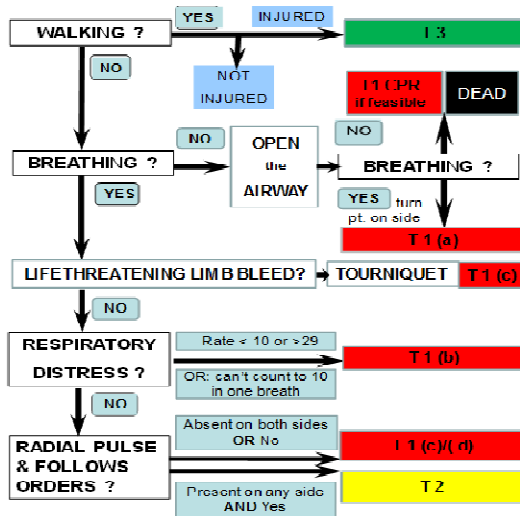 WALKING ?
YES
INJURED
T 3
NO
NOT
INJURED
T1 CPR
if feasible
DEAD
NO
OPEN
the
AIRWAY
NO
BREATHING ?
BREATHING ?
YES
YES turn
pt. on side
T 1 (a)
LIFETHREATENING LIMB BLEED?
TOURNIQUET
T 1 (c)
NO
RESPIRATORY
DISTRESS ?
Rate < 10 or >29
T 1 (b)
OR: can't count to 10
in one breath
NO
Absent on both sides
OR No
RADIAL PULSE
& FOLLOWS
ORDERS ?
T 1 (c)/( d)
T 2
Present on any side
AND Yes